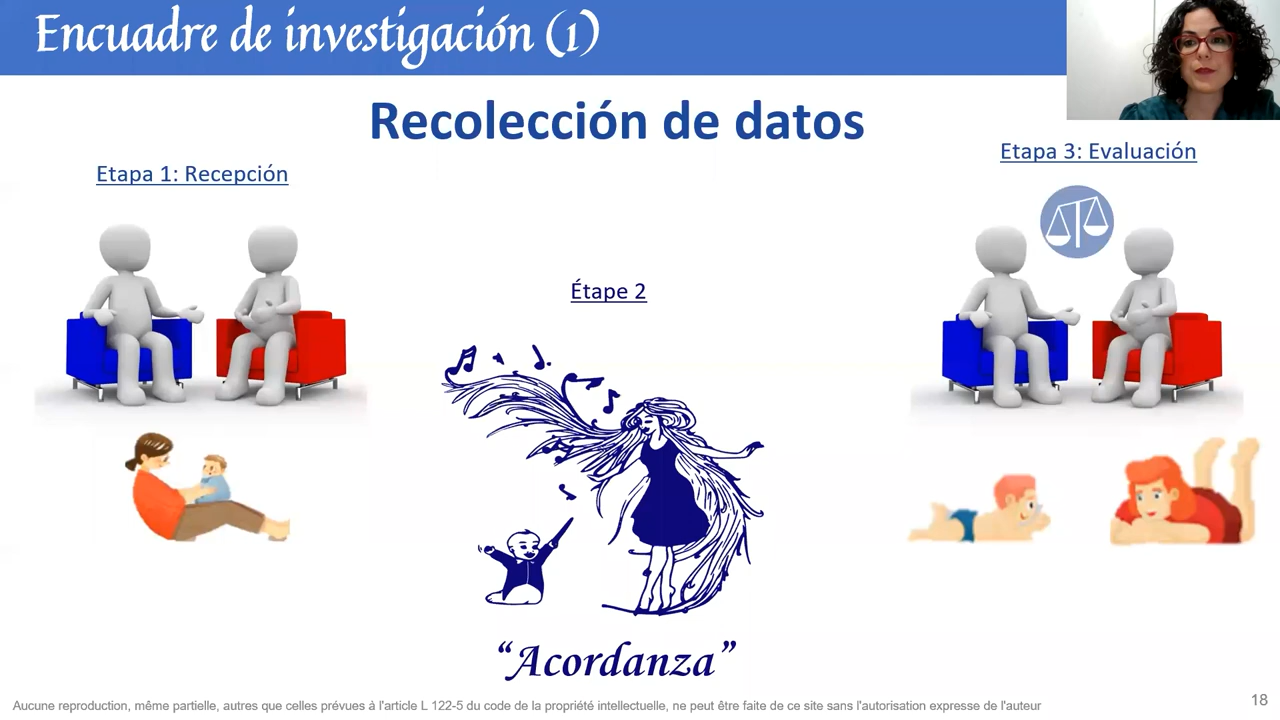 Encuadre de investigación (1)
Recolección de datos
Etapa 1: Recepción
Étape 2
Etapa 3: Evaluación
“Acordanza”
Aucune reproduction, même partielle, autres que celles prévues à l'article L 122-5 du code de la propriété intellectuelle, ne peut être faite de ce site sans l'autorisation expresse de l'auteur
18